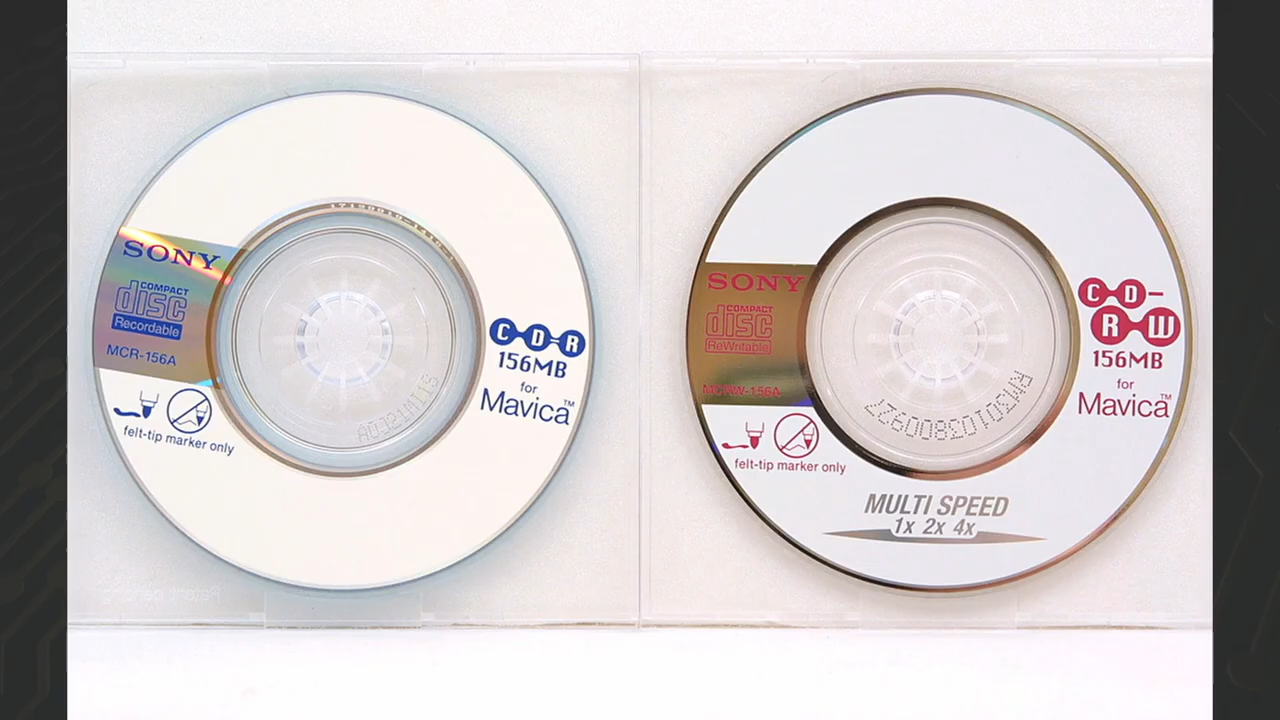 SONY
COMPACT
disc
Recordable
MCR-156A
felt-tip marker only
CD-R
156MB
for
Mavica™
SONY
COMPACT
disc
ReWritable
MCRW-156A
felt-tip marker only
CD-
RW
156MB
for
Mavica™
MULTI SPEED
1x 2x 4x